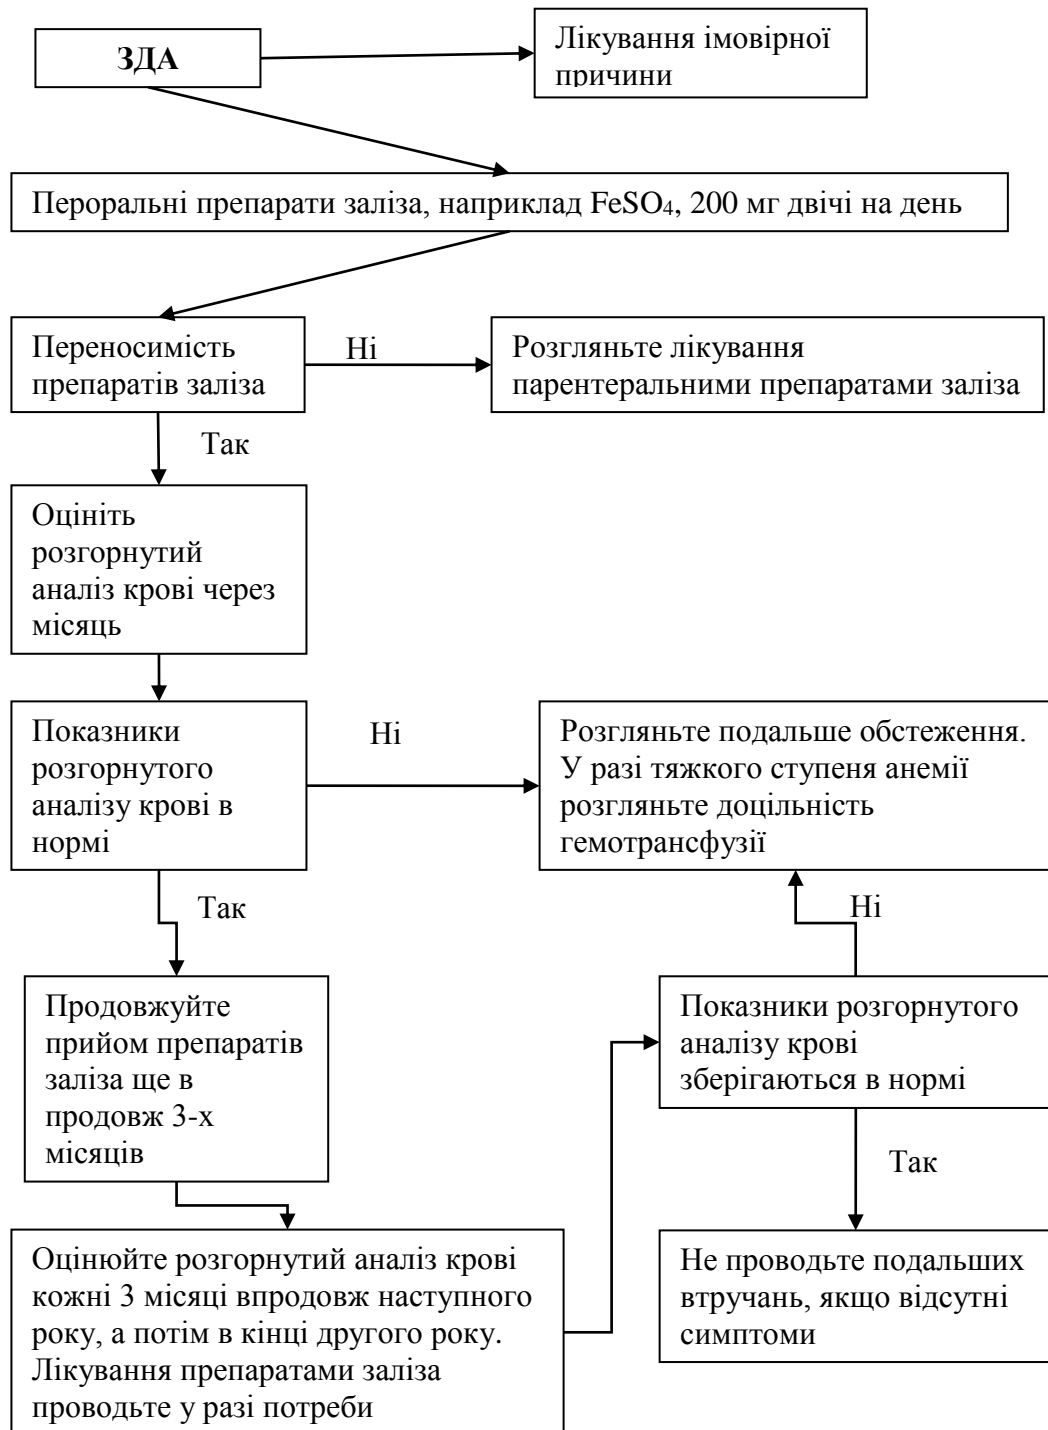 ЗДА
Лікування імовірної
причини
Пероральні препарати заліза, наприклад FeSO₄, 200 мг двічі на день
Переносимість
препаратів заліза
Ні
Розгляньте лікування
парентеральними препаратами заліза
Так
Оцініть
розгорнутий
аналіз крові через
місяць
Показники
розгорнутого
аналізу крові в
нормі
Ні
Розгляньте подальше обстеження.
У разі тяжкого ступеня анемії
розгляньте доцільність
гемотрансфузії
Так
Ні
Продовжуйте
прийом препаратів
заліза ще в
продовж 3-х
місяців
Показники розгорнутого
аналізу крові
зберігаються в нормі
Так
Оцінюйте розгорнутий аналіз крові
кожні 3 місяці впродовж наступного
року, а потім в кінці другого року.
Лікування препаратами заліза
проводьте у разі потреби
Не проводьте подальших
втручань, якщо відсутні
симптоми